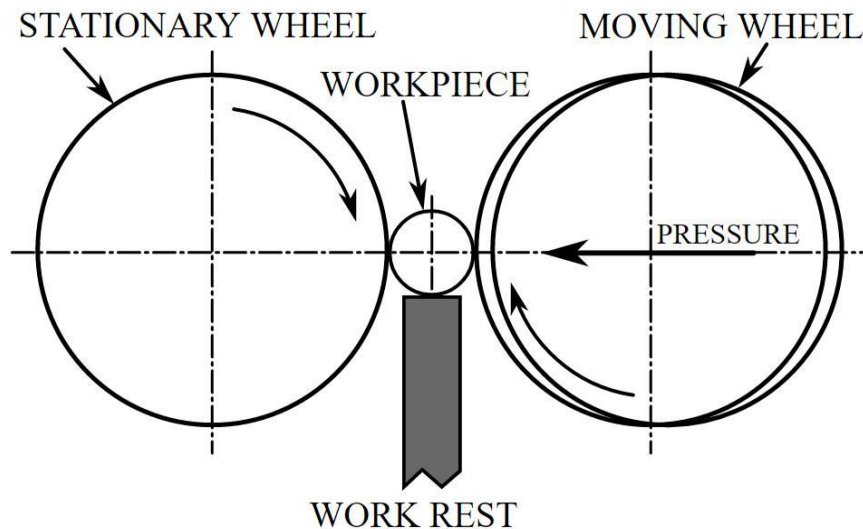 STATIONARY WHEEL
MOVING WHEEL
WORKPIECE
PRESSURE
WORK REST